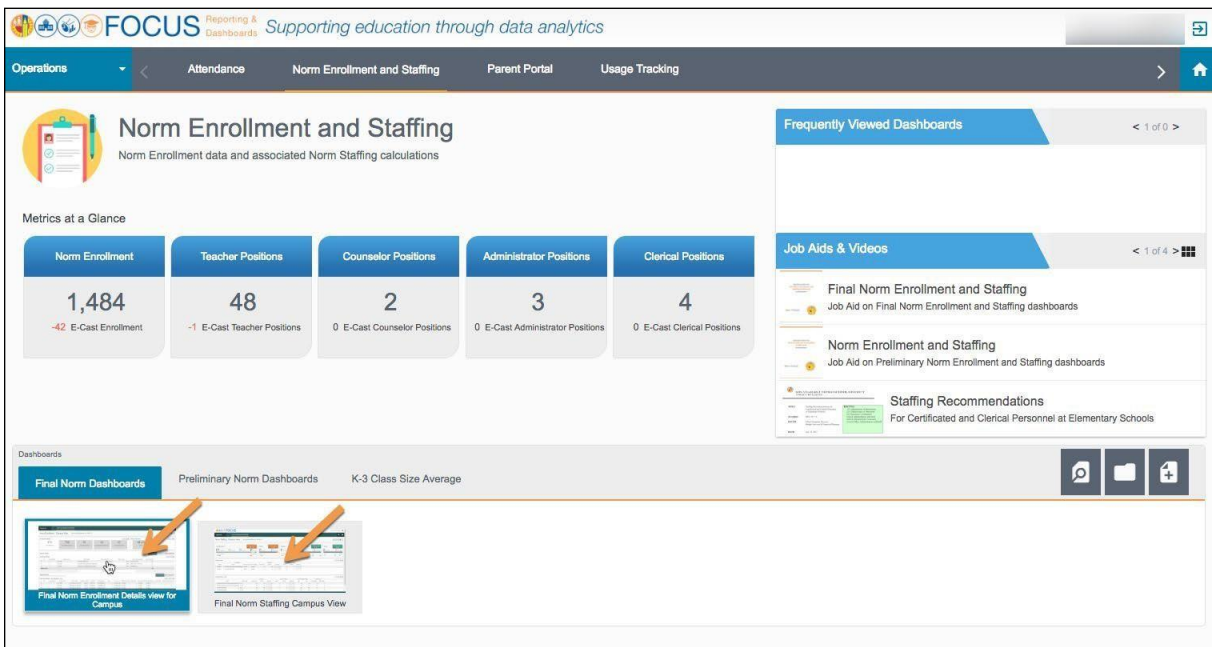 FOCUS Reporting & Dashboards Supporting education through data analytics
Operations Attendance Norm Enrollment and Staffing Parent Portal Usage Tracking
Norm Enrollment and Staffing
Norm Enrollment data and associated Norm Staffing calculations
Metrics at a Glance
Norm Enrollment
1,484
-42 E-Cast Enrollment
Teacher Positions
48
-1 E-Cast Teacher Positions
Counselor Positions
2
0 E-Cast Counselor Positions
Administrator Positions
3
0 E-Cast Administrator Positions
Clerical Positions
4
0 E-Cast Clerical Positions
Frequently Viewed Dashboards < 1 of 0 >
Job Aids & Videos < 1 of 4 >
Final Norm Enrollment and Staffing
Job Aid on Final Norm Enrollment and Staffing dashboards
Norm Enrollment and Staffing
Job Aid on Preliminary Norm Enrollment and Staffing dashboards
Staffing Recommendations
For Certificated and Clerical Personnel at Elementary Schools
Dashboards
Final Norm Dashboards Preliminary Norm Dashboards K-3 Class Size Average
Final Norm Enrollment Details view for
Campus
Final Norm Staffing Campus View